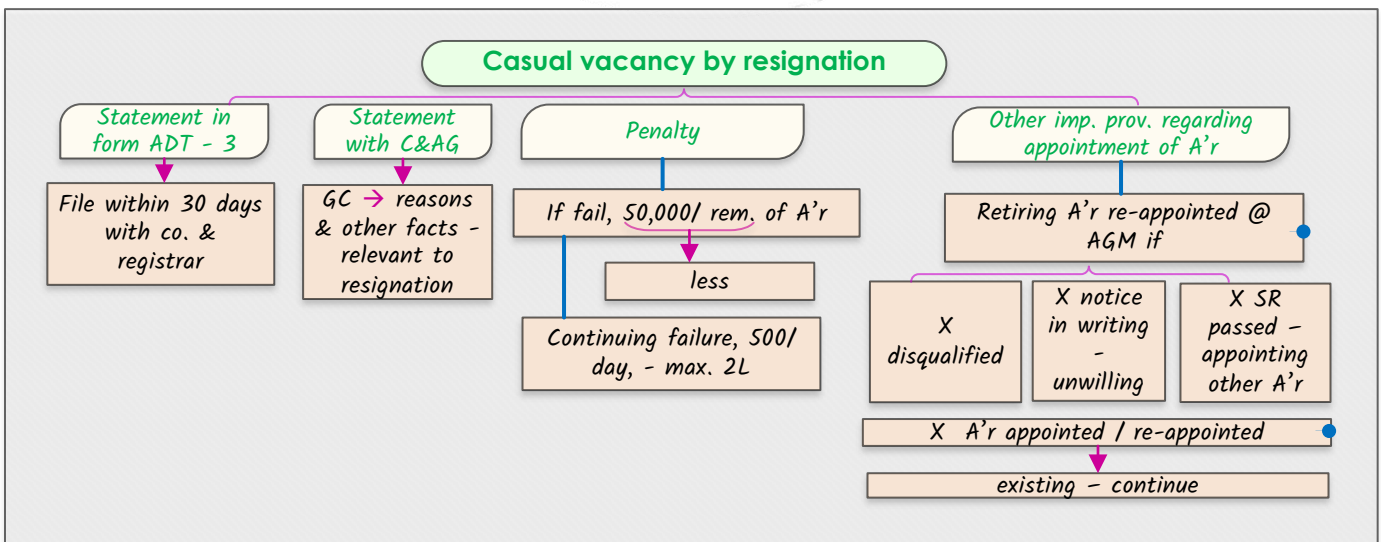 Casual vacancy by resignation
Statement in
form ADT - 3
File within 30 days
with co. &
registrar
Statement
with C&AG
GC → reasons
& other facts -
relevant to
resignation
Penalty
If fail, 50,000/ rem. of A'r
less
Continuing failure, 500/
day, - max. 2L
Other imp. prov. regarding
appointment of A'r
Retiring A'r re-appointed @
AGM if
X
disqualified
X notice
in writing
-
unwilling
X SR
passed –
appointing
other A'r
X A'r appointed / re-appointed
existing – continue